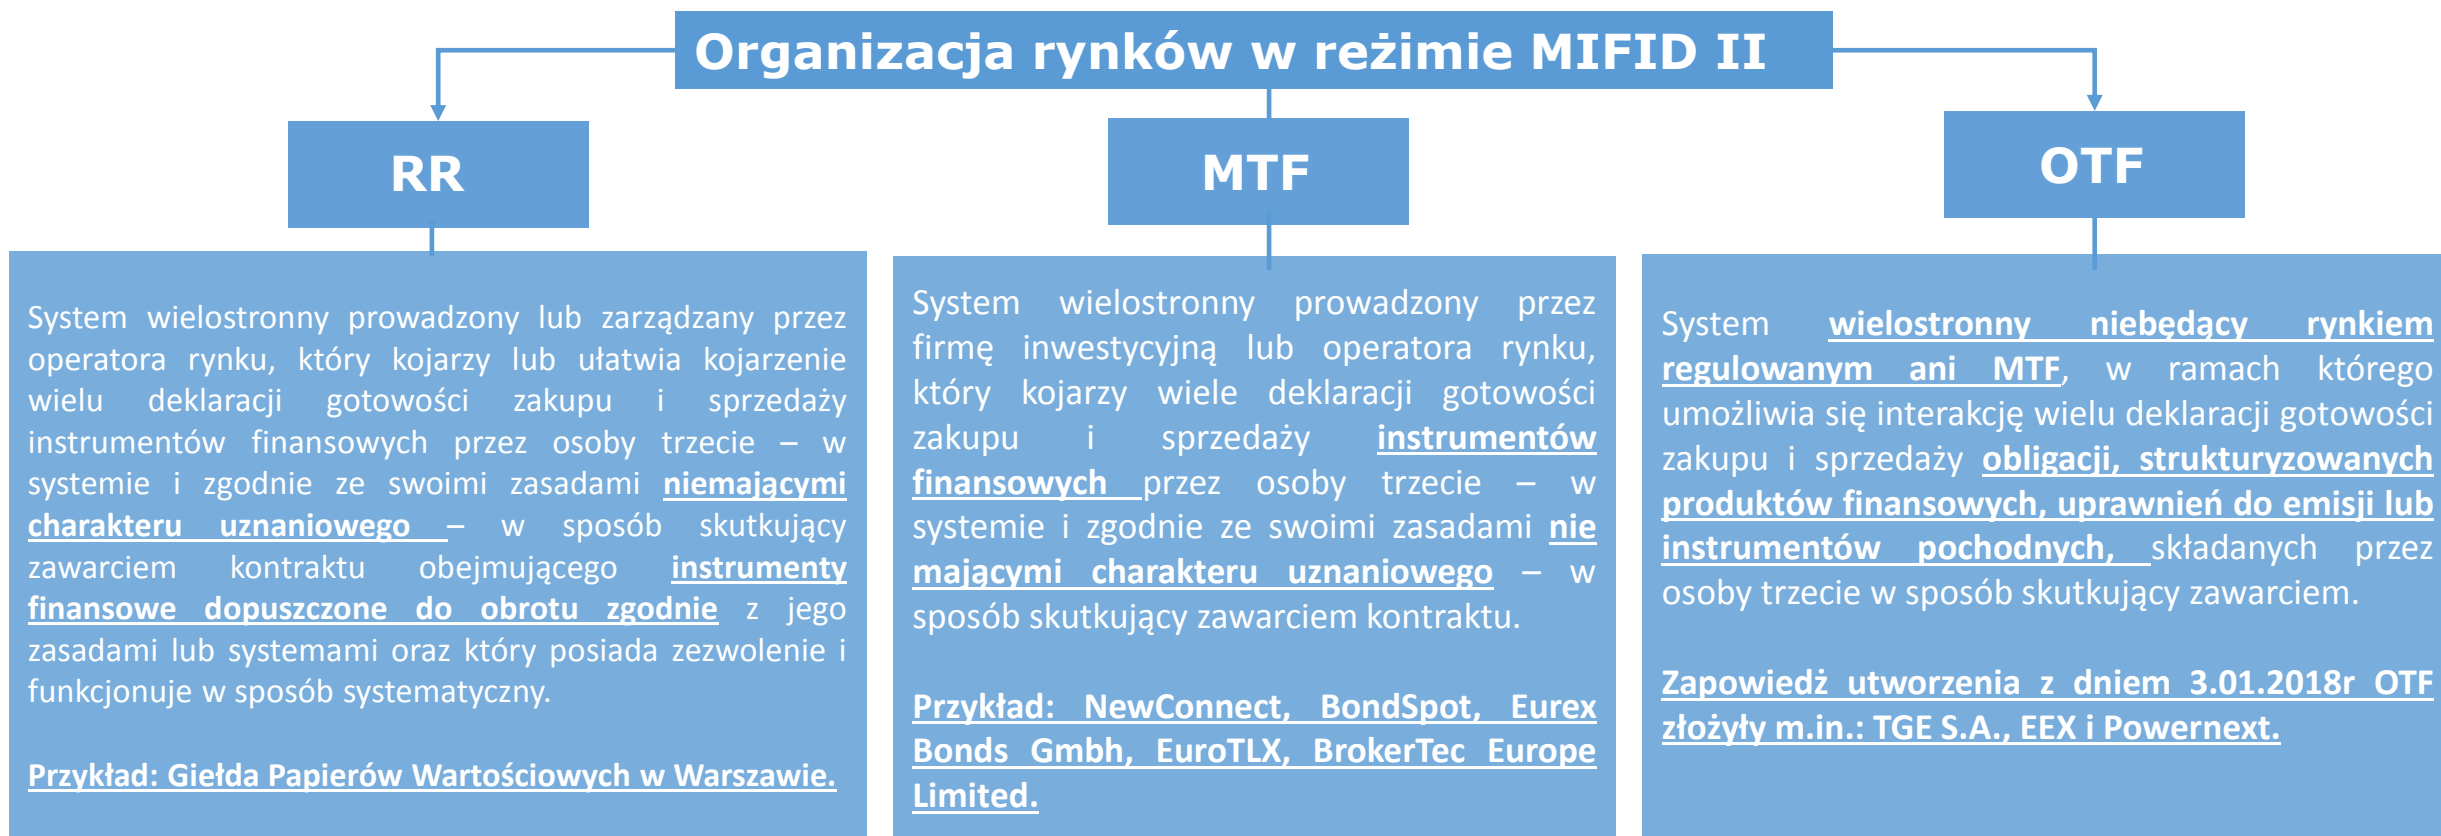 Organizacja rynków w reżimie MIFID II
RR
MTF
OTF
System wielostronny prowadzony lub zarządzany przez
operatora rynku, który kojarzy lub ułatwia kojarzenie
wielu deklaracji gotowości zakupu i sprzedaży
instrumentów finansowych przez osoby trzecie – w
systemie i zgodnie ze swoimi zasadami niemającymi
charakteru uznaniowego – w sposób skutkujący
zawarciem kontraktu obejmującego instrumenty
finansowe dopuszczone do obrotu zgodnie z jego
zasadami lub systemami oraz który posiada zezwolenie i
funkcjonuje w sposób systematyczny.
Przykład: Giełda Papierów Wartościowych w Warszawie.
System wielostronny prowadzony przez
firmę inwestycyjną lub operatora rynku,
który kojarzy wiele deklaracji gotowości
zakupu i sprzedaży instrumentów
finansowych przez osoby trzecie – w
systemie i zgodnie ze swoimi zasadami nie
mającymi charakteru uznaniowego – w
sposób skutkujący zawarciem kontraktu.
Przykład: NewConnect, BondSpot, Eurex
Bonds Gmbh, EuroTLX, BrokerTec Europe
Limited.
System wielostronny niebędący rynkiem
regulowanym ani MTF, w ramach którego
umożliwia się interakcję wielu deklaracji gotowości
zakupu i sprzedaży obligacji, strukturyzowanych
produktów finansowych, uprawnień do emisji lub
instrumentów pochodnych, składanych przez
osoby trzecie w sposób skutkujący zawarciem.
Zapowiedż utworzenia z dniem 3.01.2018r OTF
złożyły m.in.: TGE S.A., EEX i Powernext.